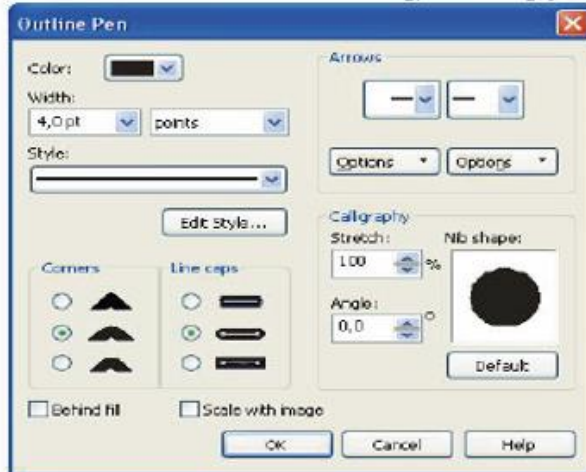 Outline Pen
Color:
Width:
4,0 pt points
Style:
Edit Style...
Corners
Line caps
Behind fill Scale with image
Arrows
Options Options
Calligraphy
Stretch: Nib shape:
100 %
Angle:
0,0 °
Default
OK Cancel Help